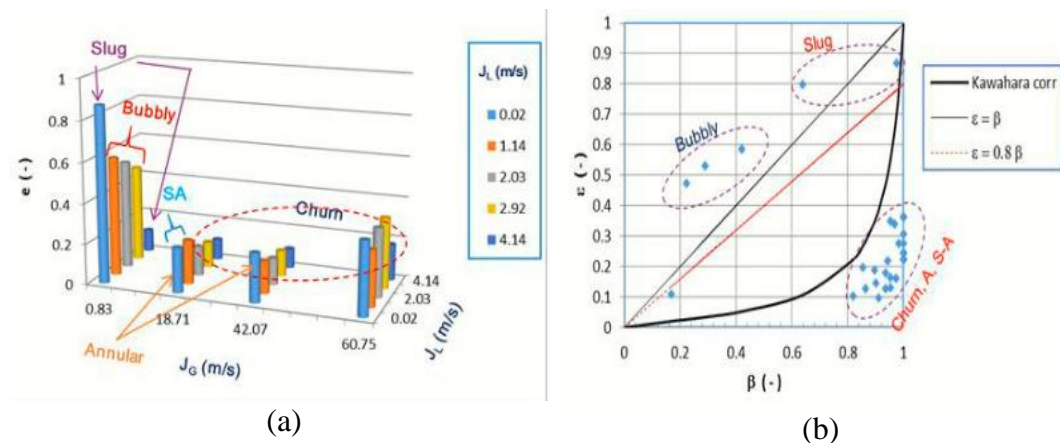 (a)
Slug
Bubbly
SA
Churn
Annular
e (-)
1
0.8
0.6
0.4
0.2
0
0.83
18.71
42.07
60.75
J_G (m/s)
4.14
2.03
0.02
J_L (m/s)
J_L (m/s)
0.02
1.14
2.03
2.92
4.14
(a)
(b)
ε
1
0.9
0.8
0.7
0.6
0.5
0.4
0.3
0.2
0.1
0
ε (-)
Slug
Bubbly
Churn, A, S-A
0
0.2
0.4
0.6
0.8
1
β (-)
Kawahara corr
ε = β
ε = 0.8 β
(b)